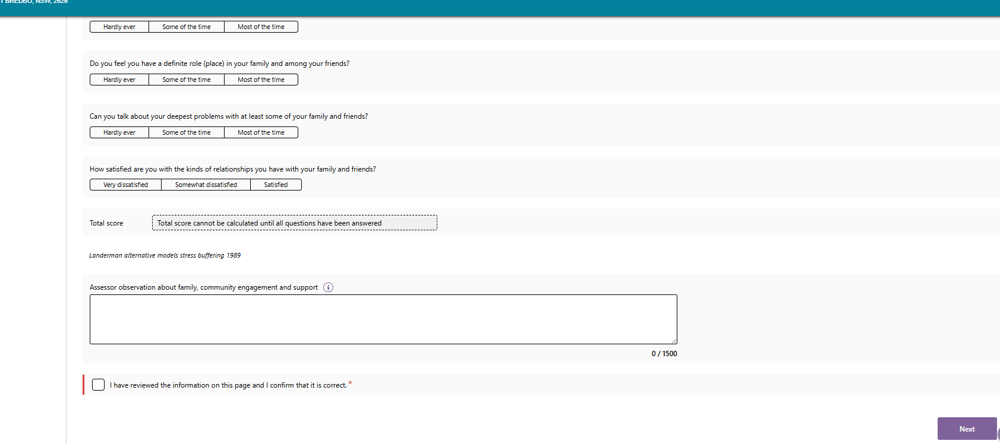 BREDBO, NSW, 2626
Hardly ever Some of the time Most of the time
Do you feel you have a definite role (place) in your family and among your friends?
Hardly ever Some of the time Most of the time
Can you talk about your deepest problems with at least some of your family and friends?
Hardly ever Some of the time Most of the time
How satisfied are you with the kinds of relationships you have with your family and friends?
Very dissatisfied Somewhat dissatisfied Satisfied
Total score Total score cannot be calculated until all questions have been answered
Landerman alternative models stress buffering 1989
Assessor observation about family, community engagement and support i
0 / 1500
I have reviewed the information on this page and I confirm that it is correct. *
Next